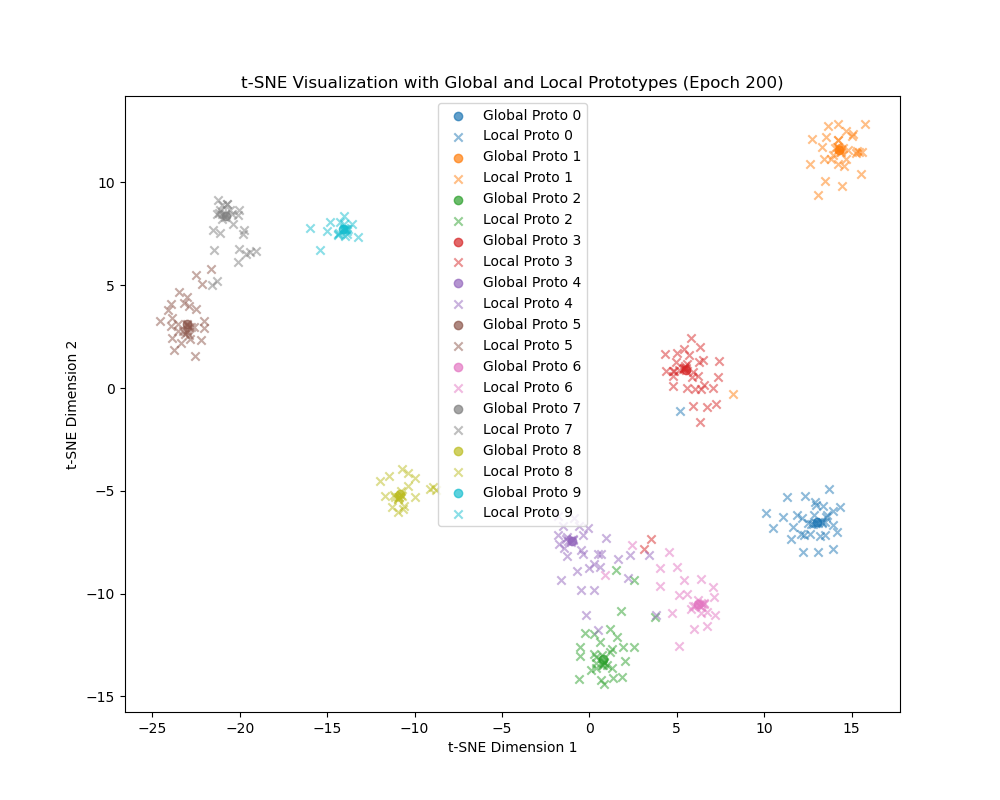 t-SNE Visualization with Global and Local Prototypes (Epoch 200)
Global Proto 0
Local Proto 0
Global Proto 1
Local Proto 1
Global Proto 2
Local Proto 2
Global Proto 3
Local Proto 3
Global Proto 4
Local Proto 4
Global Proto 5
Local Proto 5
Global Proto 6
Local Proto 6
Global Proto 7
Local Proto 7
Global Proto 8
Local Proto 8
Global Proto 9
Local Proto 9
10
5
0
−5
−10
−15
t-SNE Dimension 2
−25 −20 −15 −10 −5 0 5 10 15
t-SNE Dimension 1